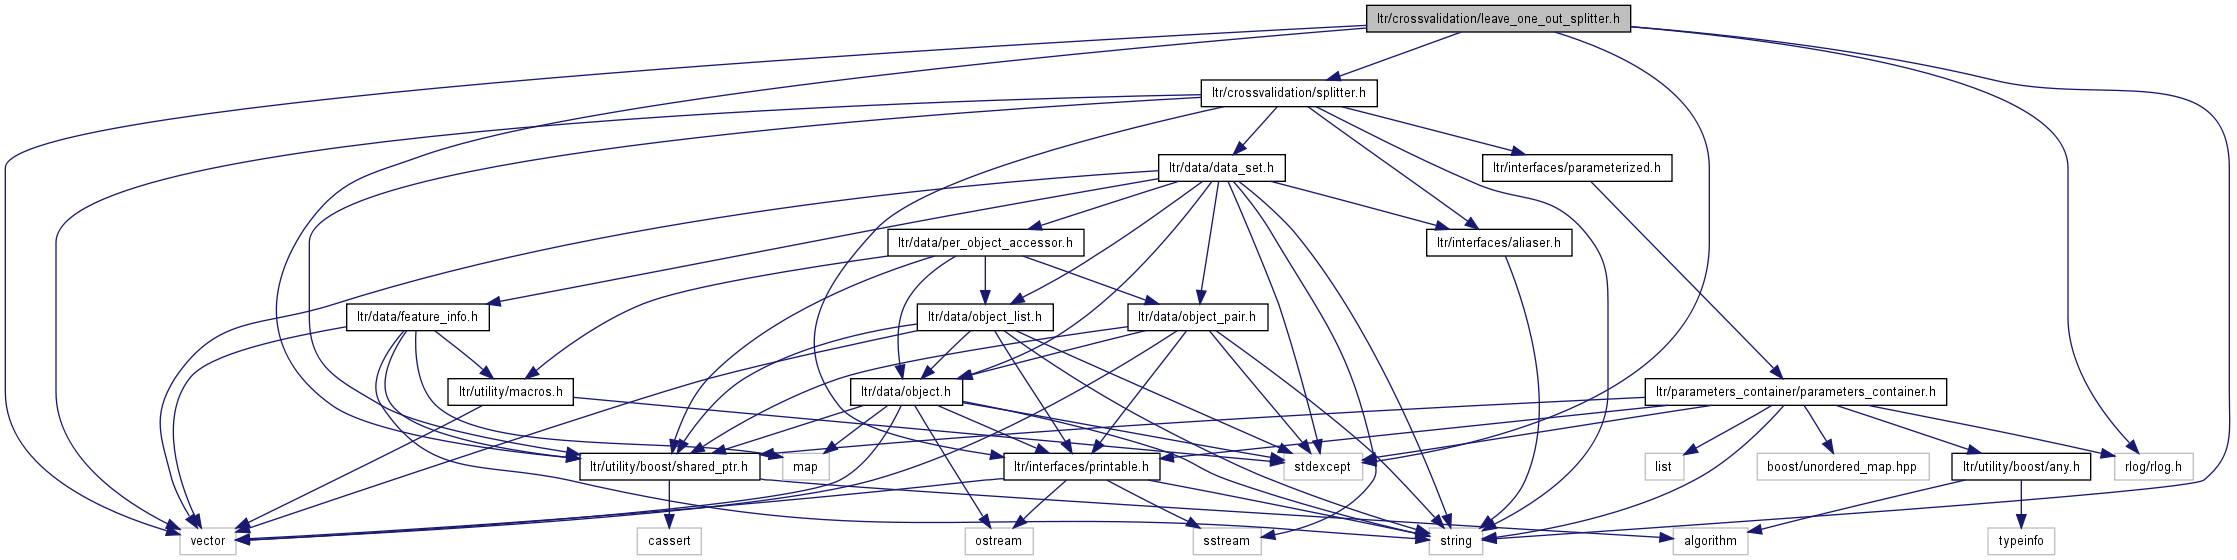 ltr/crossvalidation/leave_one_out_splitter.h
ltr/crossvalidation/splitter.h
ltr/data/data_set.h
ltr/interfaces/parameterized.h
ltr/data/per_object_accessor.h
ltr/interfaces/aliaser.h
ltr/data/feature_info.h
ltr/data/object_list.h
ltr/data/object_pair.h
ltr/utility/macros.h
ltr/data/object.h
ltr/parameters_container/parameters_container.h
ltr/utility/boost/shared_ptr.h
map
ltr/interfaces/printable.h
stdexcept
list
boost/unordered_map.hpp
ltr/utility/boost/any.h
rlog/rlog.h
vector
cassert
ostream
sstream
string
algorithm
typeinfo